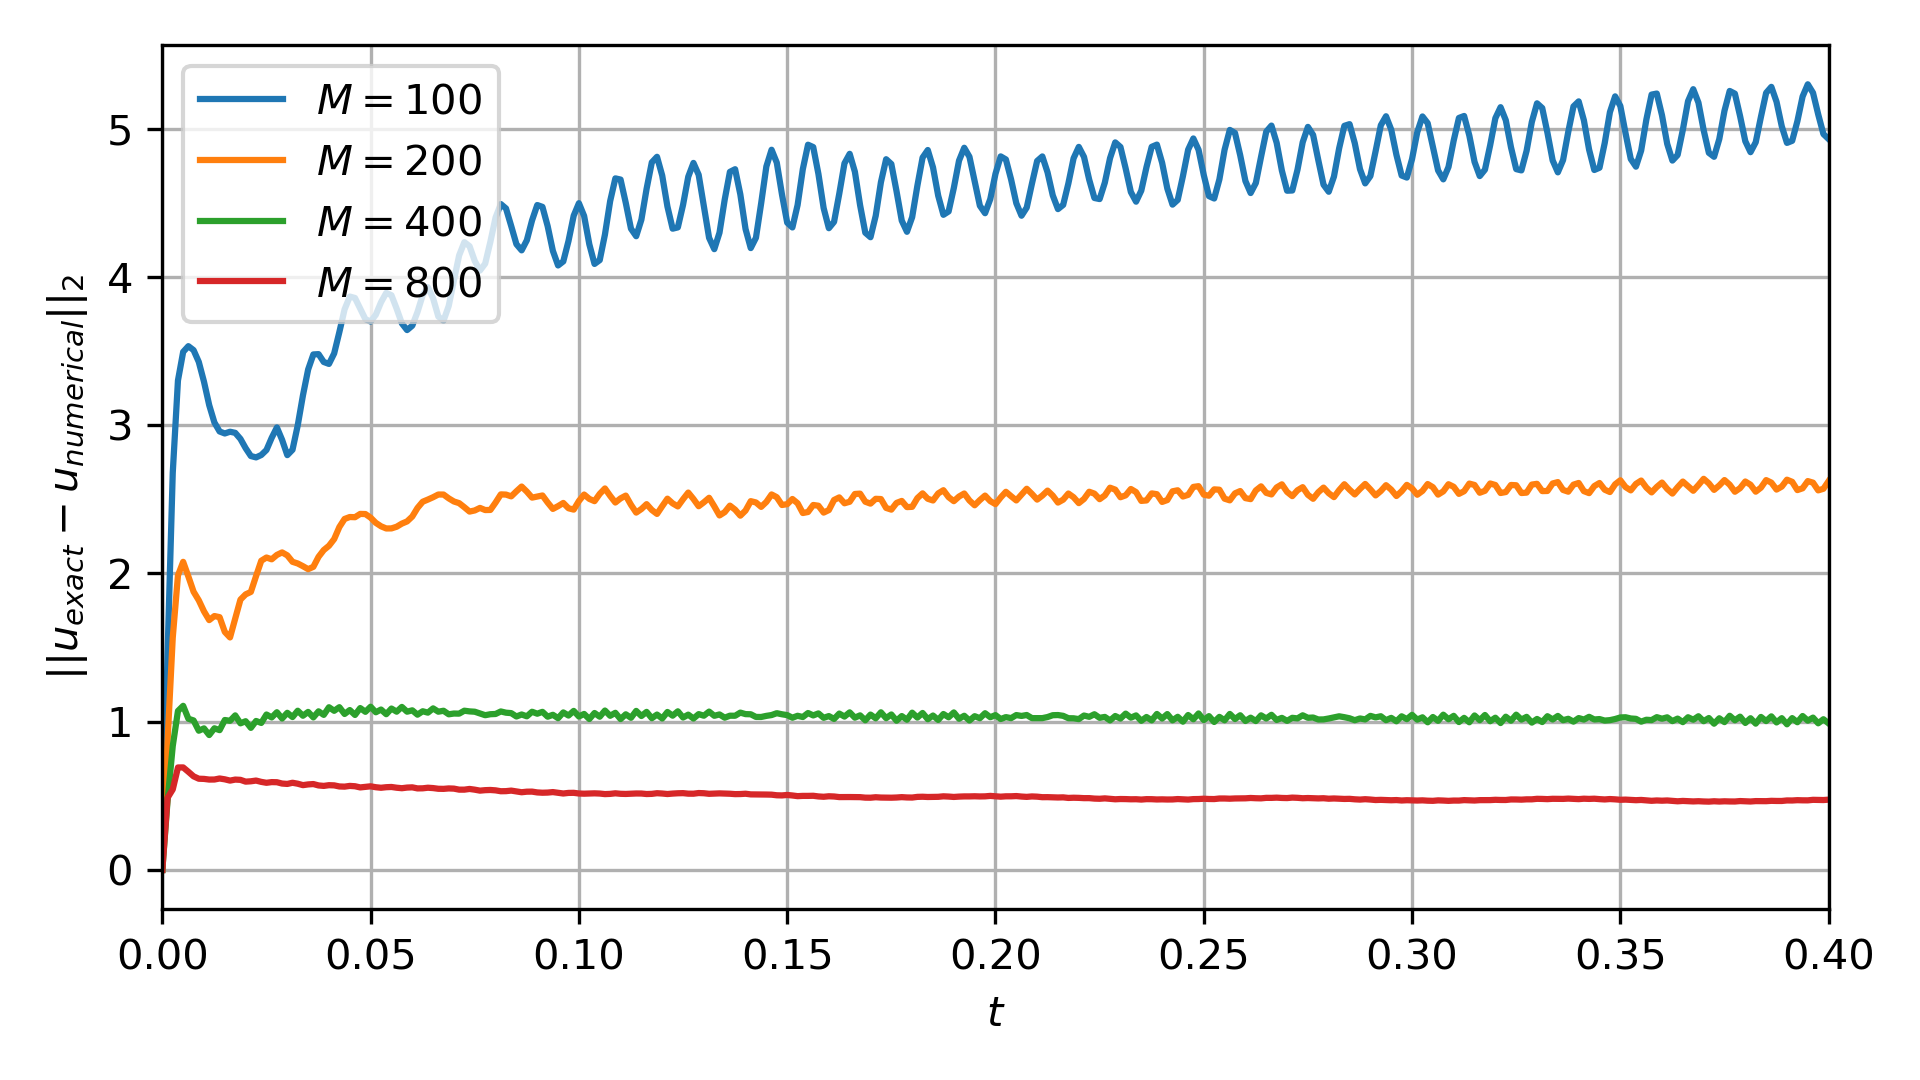 M = 100
M = 200
M = 400
M = 800
||u_exact − u_numerical||_2
5
4
3
2
1
0
0.00 0.05 0.10 0.15 0.20 0.25 0.30 0.35 0.40
t